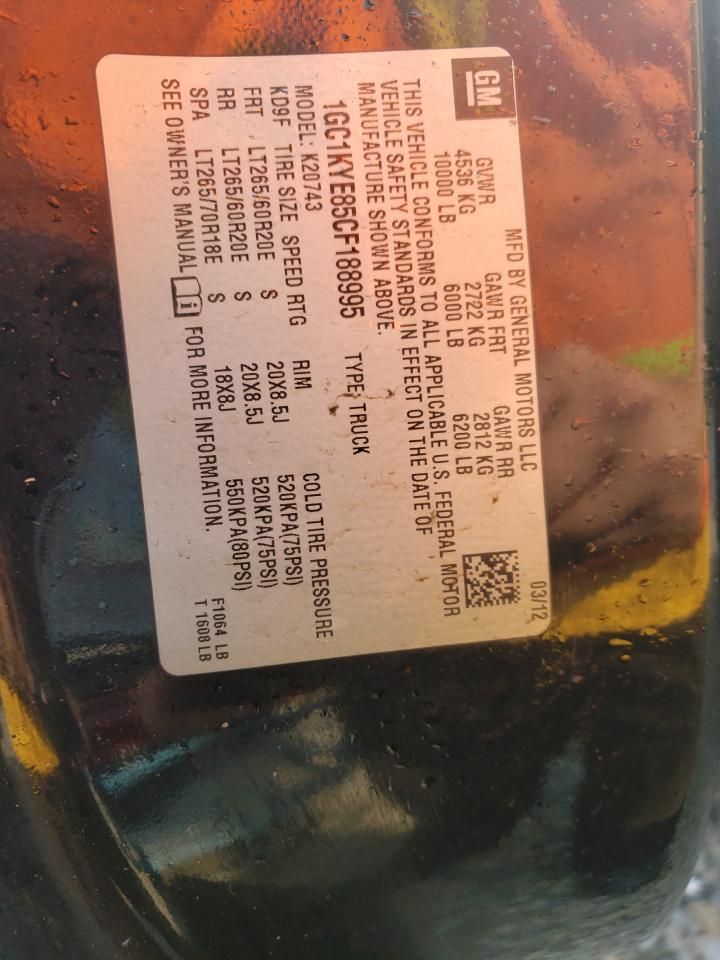 GM
MFD BY GENERAL MOTORS LLC 03/12
GVWR GAWR FRT GAWR RR
4536 KG 2722 KG 2812 KG
10000 LB 6000 LB 6200 LB
THIS VEHICLE CONFORMS TO ALL APPLICABLE U.S. FEDERAL MOTOR
VEHICLE SAFETY STANDARDS IN EFFECT ON THE DATE OF
MANUFACTURE SHOWN ABOVE.
1GC1KYE85CF188995 TYPE: TRUCK
MODEL: K20743
KD9F TIRE SIZE SPEED RTG RIM COLD TIRE PRESSURE
FRT LT265/60R20E S 20X8.5J 520KPA(75PSI)
RR LT265/60R20E S 20X8.5J 520KPA(75PSI)
SPA LT265/70R18E S 18X8J 550KPA(80PSI)
SEE OWNER'S MANUAL i FOR MORE INFORMATION.
F1064 LB
T 1608 LB